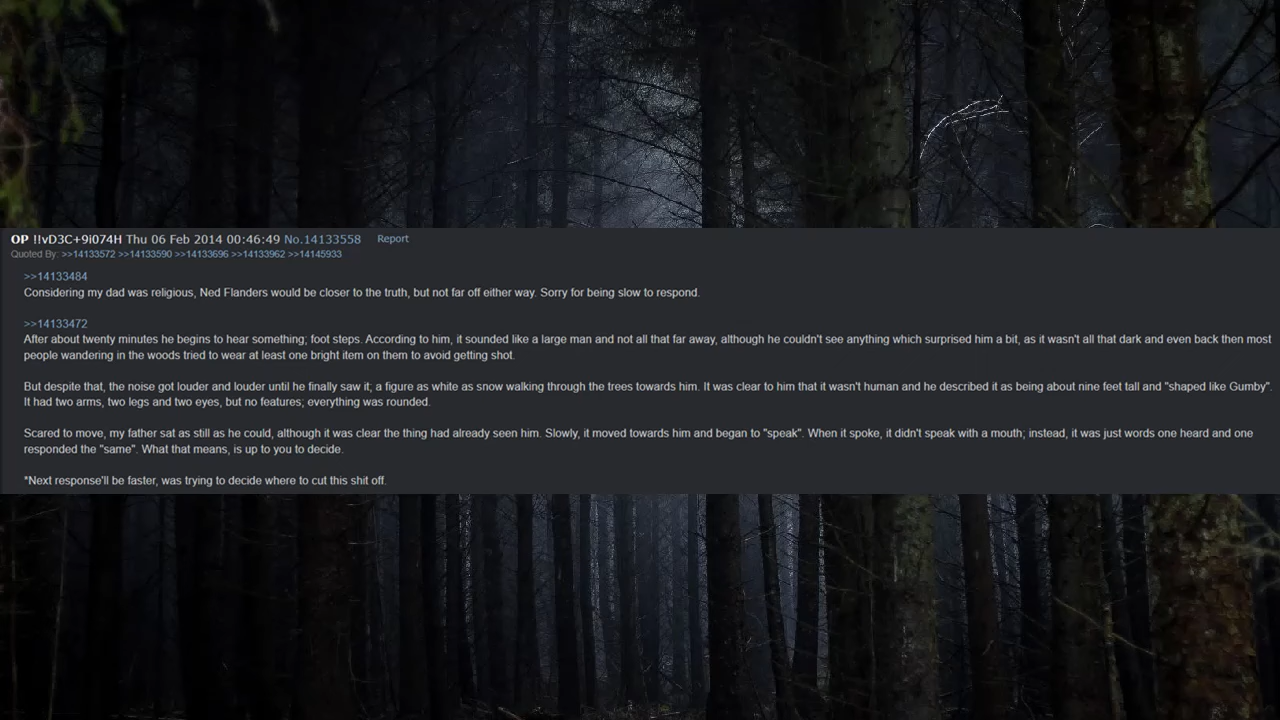 OP !!vD3C+9i074H Thu 06 Feb 2014 00:46:49 No.14133558 Report
Quoted By: >>14133572 >>14133590 >>14133696 >>14133962 >>14145933
>>14133484
Considering my dad was religious, Ned Flanders would be closer to the truth, but not far off either way. Sorry for being slow to respond.
>>14133472
After about twenty minutes he begins to hear something; foot steps. According to him, it sounded like a large man and not all that far away, although he couldn't see anything which surprised him a bit, as it wasn't all that dark and even back then most
people wandering in the woods tried to wear at least one bright item on them to avoid getting shot.
But despite that, the noise got louder and louder until he finally saw it; a figure as white as snow walking through the trees towards him. It was clear to him that it wasn't human and he described it as being about nine feet tall and "shaped like Gumby".
It had two arms, two legs and two eyes, but no features; everything was rounded.
Scared to move, my father sat as still as he could, although it was clear the thing had already seen him. Slowly, it moved towards him and began to "speak". When it spoke, it didn't speak with a mouth; instead, it was just words one heard and one
responded the "same". What that means, is up to you to decide.
*Next response'll be faster, was trying to decide where to cut this shit off.